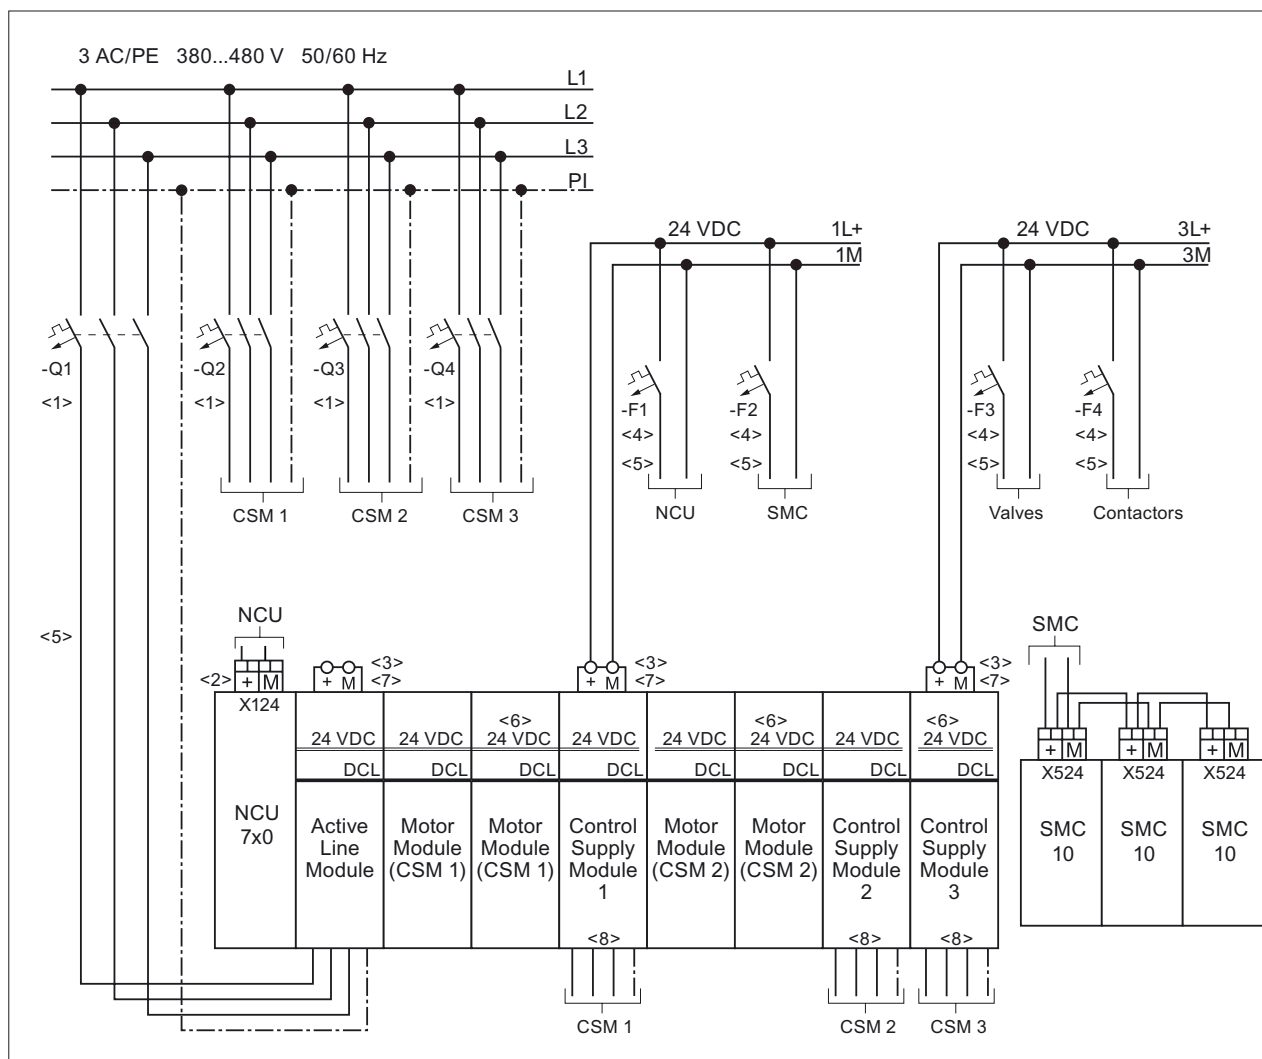 3 AC/PE 380...480 V 50/60 Hz
L1
L2
L3
PI
24 VDC 1L+
1M
24 VDC 3L+
3M
-Q1 -Q2 -Q3 -Q4
<1> <1> <1> <1>
-F1 -F2 -F3 -F4
<4> <4> <4> <4>
<5> <5> <5> <5>
CSM 1 CSM 2 CSM 3
NCU SMC Valves Contactors
<5>
NCU
SMC
<2> + M
X124
+ M <3>
<7>
+ M <3>
<7>
+ M <3>
<7>
+ M + M + M
X524 X524 X524
<6> <6> <6>
24 VDC 24 VDC 24 VDC 24 VDC 24 VDC 24 VDC 24 VDC 24 VDC
DCL DCL DCL DCL DCL DCL DCL DCL
NCU
7x0
Active
Line
Module
Motor
Module
(CSM 1)
Motor
Module
(CSM 1)
Control
Supply
Module
1
Motor
Module
(CSM 2)
Motor
Module
(CSM 2)
Control
Supply
Module
2
Control
Supply
Module
3
SMC
10
SMC
10
SMC
10
<8> <8> <8>
CSM 1 CSM 2 CSM 3